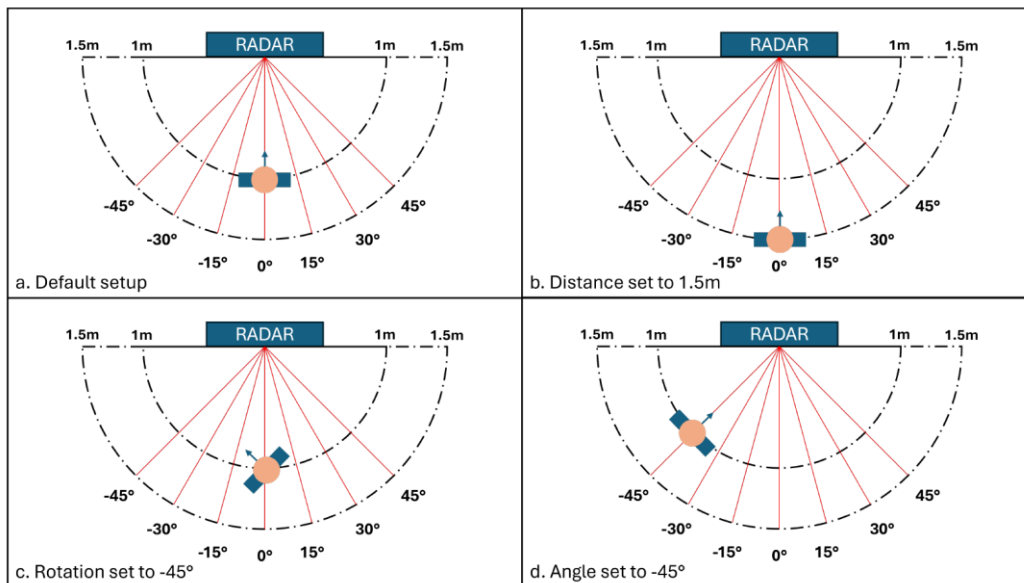 RADAR
1.5m 1m 1m 1.5m
-45° 45°
-30° 30°
-15° 0° 15°
a. Default setup
RADAR
1.5m 1m 1m 1.5m
-45° 45°
-30° 30°
-15° 0° 15°
b. Distance set to 1.5m
RADAR
1.5m 1m 1m 1.5m
-45° 45°
-30° 30°
-15° 0° 15°
c. Rotation set to -45°
RADAR
1.5m 1m 1m 1.5m
-45° 45°
-30° 30°
-15° 0° 15°
d. Angle set to -45°